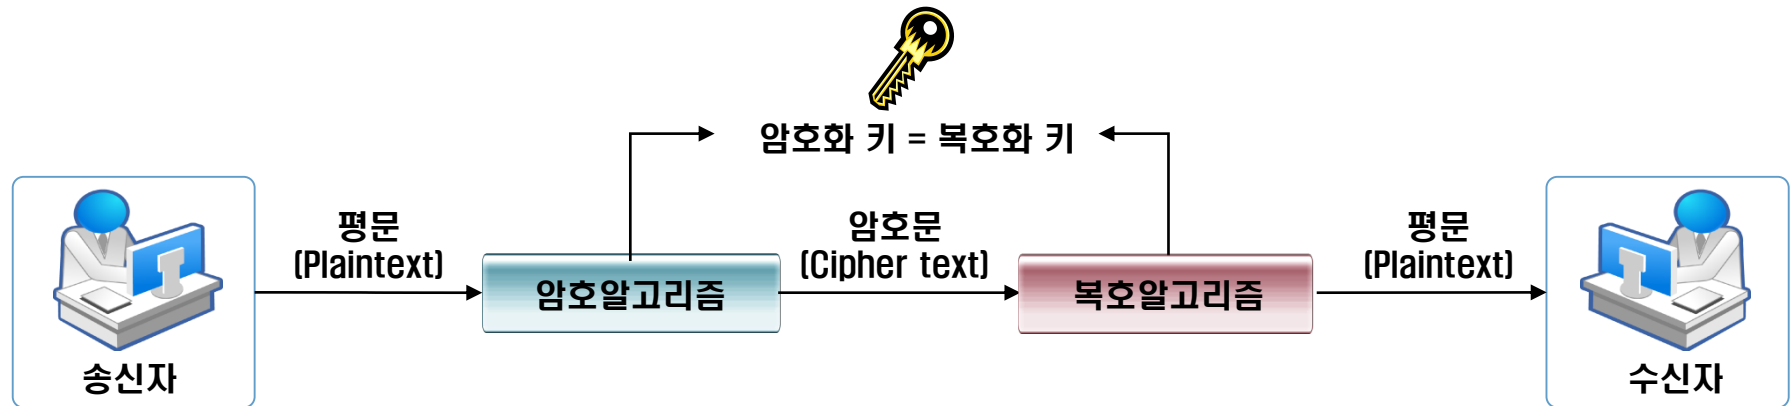 암호화 키 = 복호화 키
평문
(Plaintext)
암호문
(Cipher text)
평문
(Plaintext)
암호알고리즘
복호알고리즘
송신자
수신자